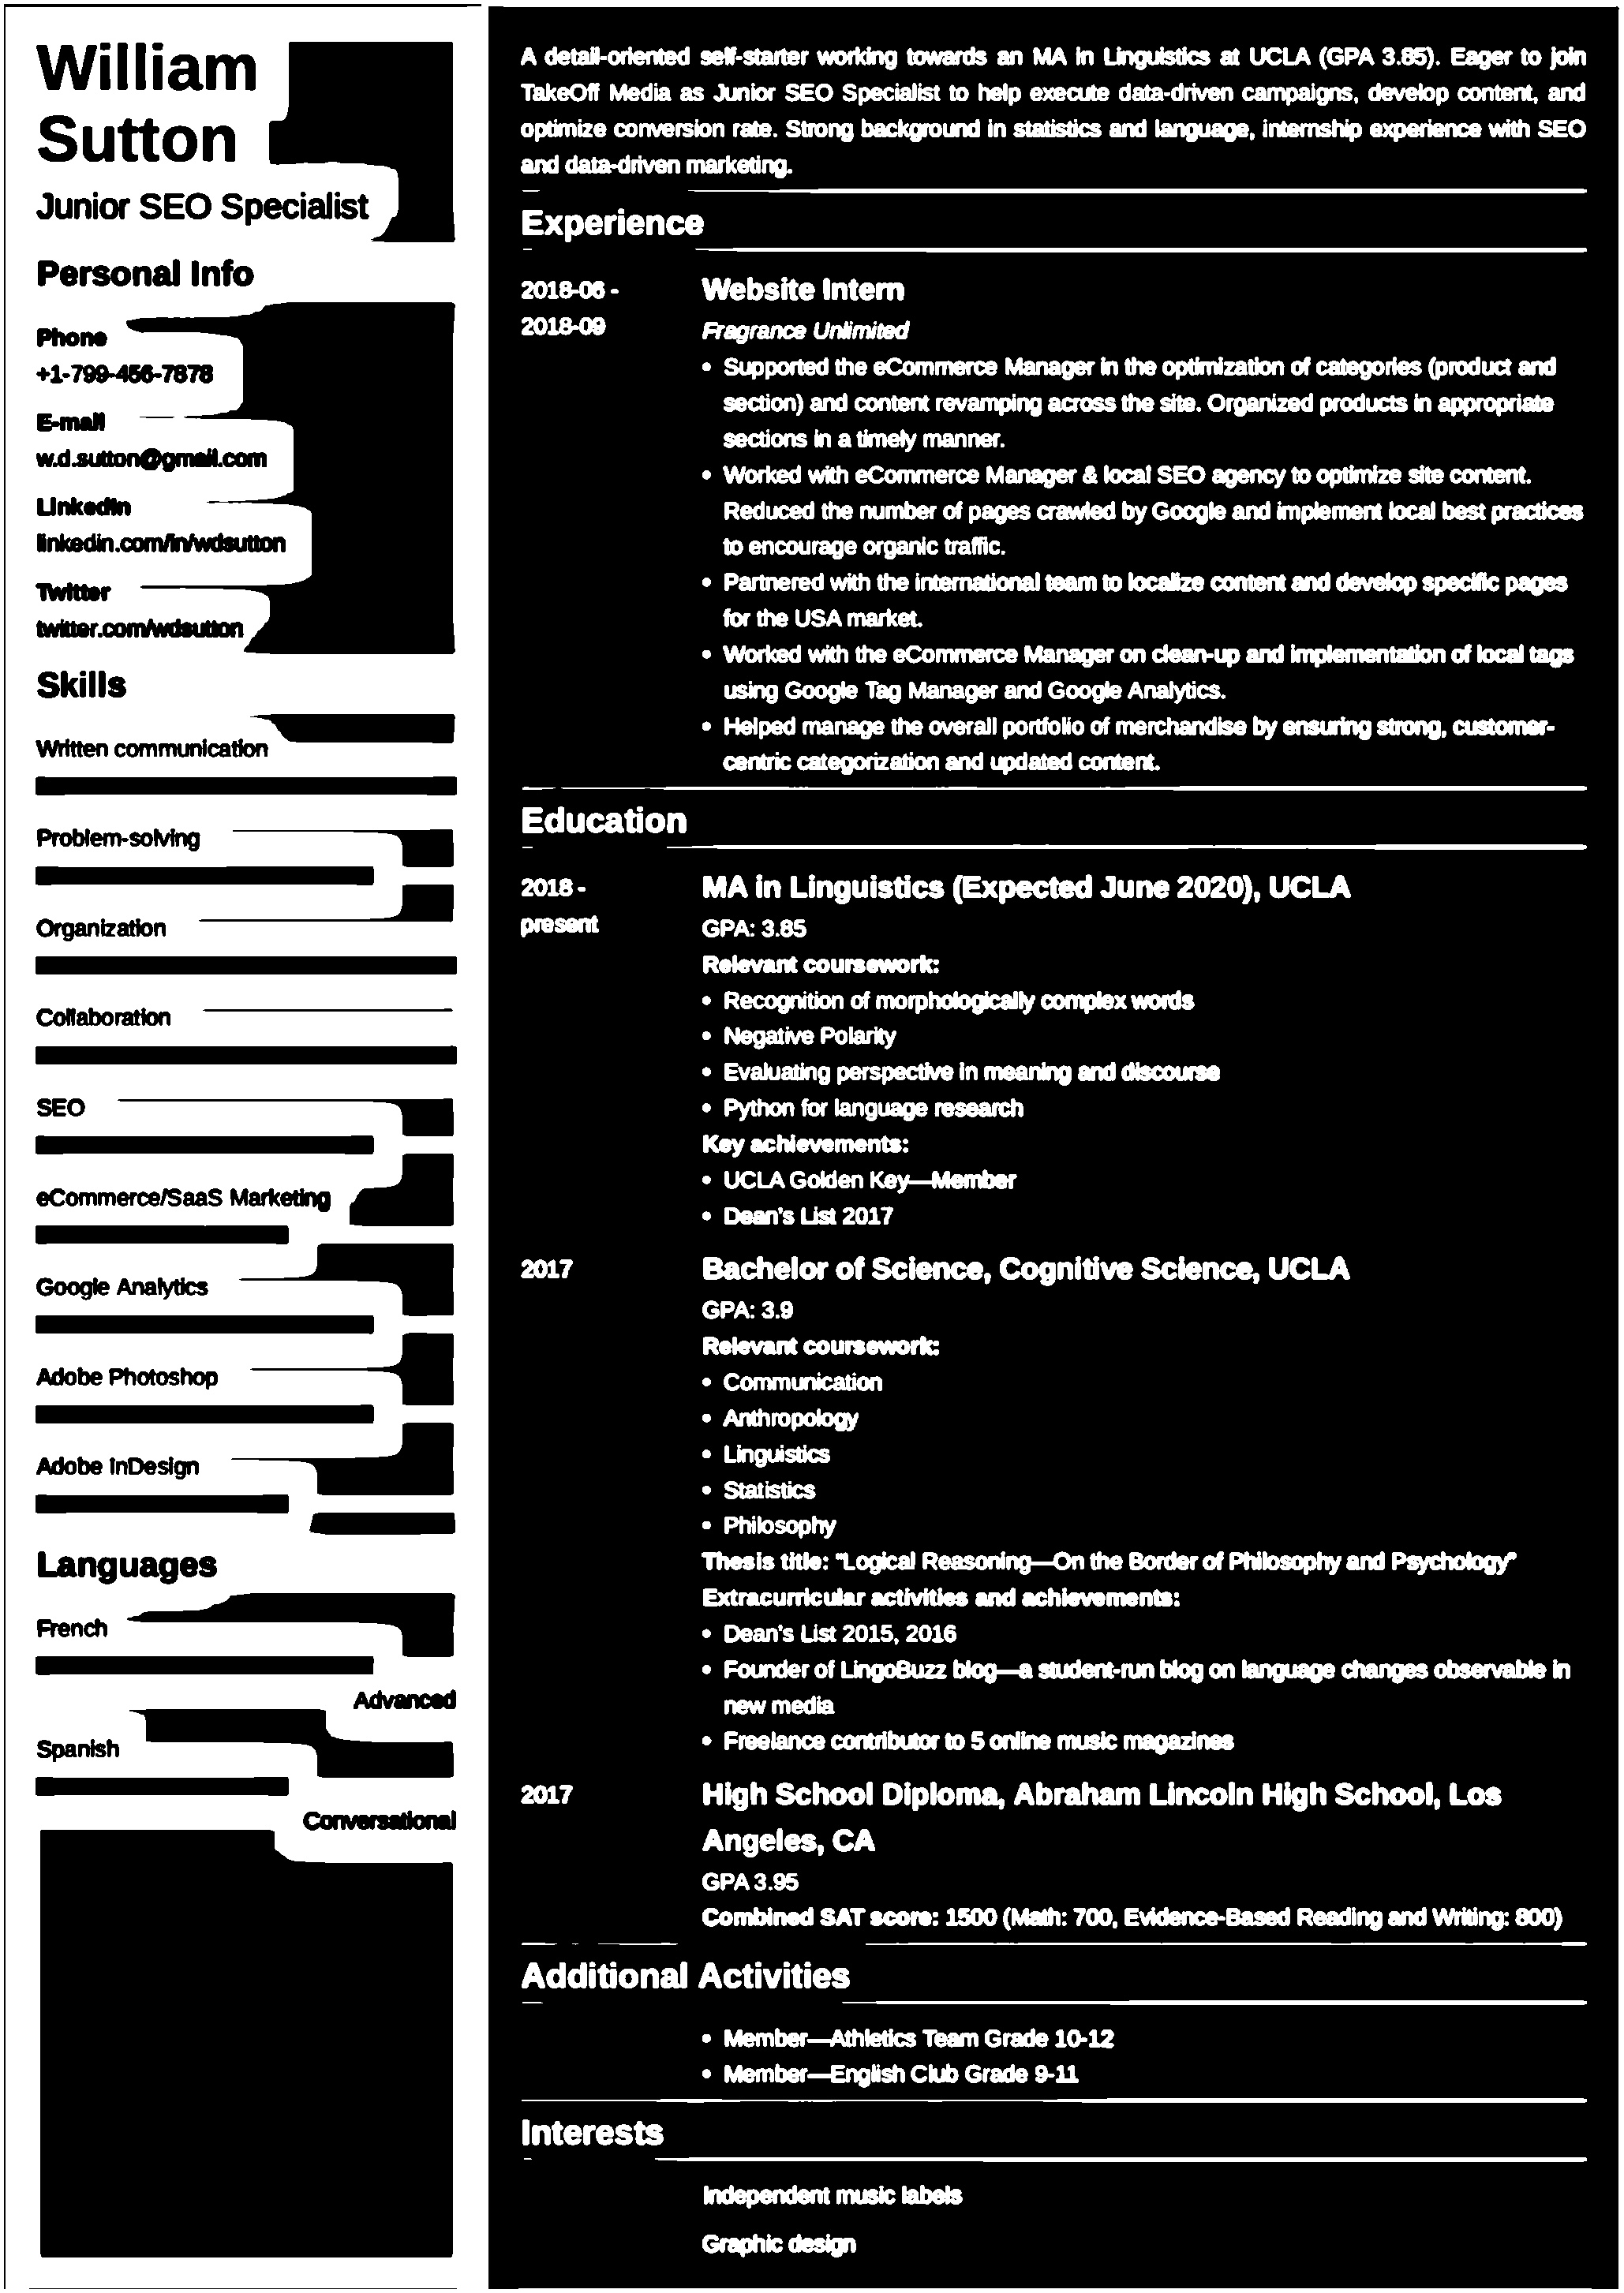 William
Sutton
Junior SEO Specialist
Personal Info
Phone
+1-799-456-7878
E-mail
w.d.sutton@gmail.com
LinkedIn
linkedin.com/in/wdsutton
Twitter
twitter.com/wdsutton
Skills
Written communication
Problem-solving
Organization
Collaboration
SEO
eCommerce/SaaS Marketing
Google Analytics
Adobe Photoshop
Adobe InDesign
Languages
French
Advanced
Spanish
Conversational
A detail-oriented self-starter working towards an MA in Linguistics at UCLA (GPA 3.85). Eager to join
TakeOff Media as Junior SEO Specialist to help execute data-driven campaigns, develop content, and
optimize conversion rate. Strong background in statistics and language, internship experience with SEO
and data-driven marketing.
Experience
2018-06 -
2018-09
Website Intern
Fragrance Unlimited
• Supported the eCommerce Manager in the optimization of categories (product and
section) and content revamping across the site. Organized products in appropriate
sections in a timely manner.
• Worked with eCommerce Manager & local SEO agency to optimize site content.
Reduced the number of pages crawled by Google and implement local best practices
to encourage organic traffic.
• Partnered with the international team to localize content and develop specific pages
for the USA market.
• Worked with the eCommerce Manager on clean-up and implementation of local tags
using Google Tag Manager and Google Analytics.
• Helped manage the overall portfolio of merchandise by ensuring strong, customer-
centric categorization and updated content.
Education
2018 -
present
MA in Linguistics (Expected June 2020), UCLA
GPA: 3.85
Relevant coursework:
• Recognition of morphologically complex words
• Negative Polarity
• Evaluating perspective in meaning and discourse
• Python for language research
Key achievements:
• UCLA Golden Key—Member
• Dean's List 2017
2017
Bachelor of Science, Cognitive Science, UCLA
GPA: 3.9
Relevant coursework:
• Communication
• Anthropology
• Linguistics
• Statistics
• Philosophy
Thesis title: "Logical Reasoning—On the Border of Philosophy and Psychology"
Extracurricular activities and achievements:
• Dean's List 2015, 2016
• Founder of LingoBuzz blog—a student-run blog on language changes observable in
new media
• Freelance contributor to 5 online music magazines
2017
High School Diploma, Abraham Lincoln High School, Los
Angeles, CA
GPA 3.95
Combined SAT score: 1500 (Math: 700, Evidence-Based Reading and Writing: 800)
Additional Activities
• Member—Athletics Team Grade 10-12
• Member—English Club Grade 9-11
Interests
Independent music labels
Graphic design